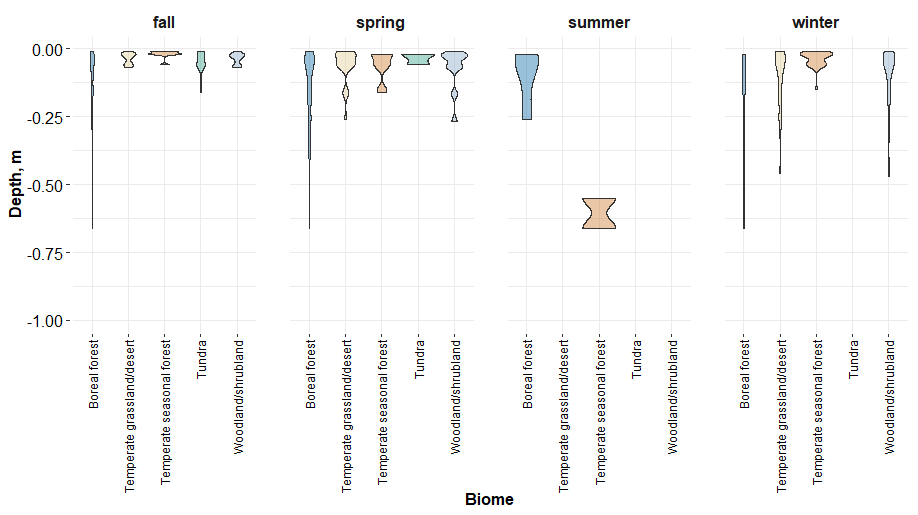 fall spring summer winter
0.00
-0.25
-0.50
-0.75
-1.00
Depth, m
Boreal forest
Temperate grassland/desert
Temperate seasonal forest
Tundra
Woodland/shrubland
Boreal forest
Temperate grassland/desert
Temperate seasonal forest
Tundra
Woodland/shrubland
Boreal forest
Temperate grassland/desert
Temperate seasonal forest
Tundra
Woodland/shrubland
Boreal forest
Temperate grassland/desert
Temperate seasonal forest
Tundra
Woodland/shrubland
Biome